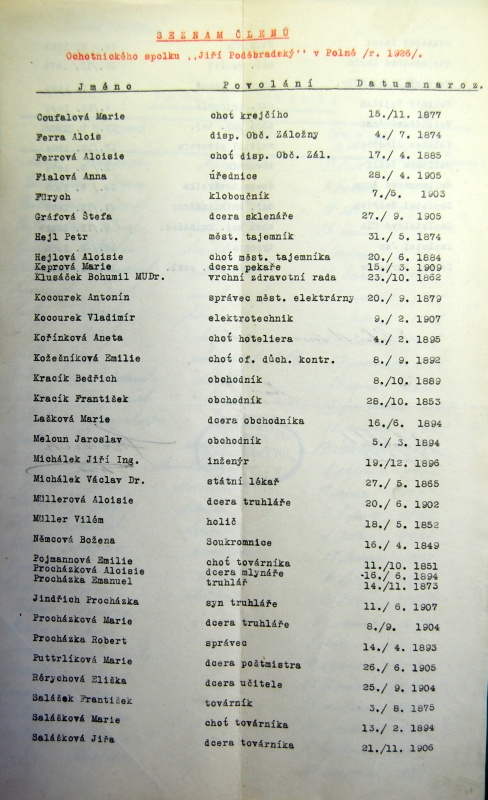 SEZNAM ČLENŮ
Ochotnického spolku ,,Jiří Poděbradský'' v Polné /r. 1926/.
Jméno Povolání Datum naroz.
Coufalová Marie choť krejčího 15./11. 1877
Ferra Alois disp. Obč. Záložny 4./ 7. 1874
Ferrová Aloisie choť disp. Obč. Zál. 17./ 4. 1885
Fialová Anna úřednice 28./ 4. 1905
Fürych kloboučník 7./5. 1903
Gráfová Štefa dcera sklenáře 27./ 9. 1905
Hejl Petr měst. tajemník 31./ 5. 1874
Hejlová Aloisie choť měst. tajemníka 20./ 6. 1884
Keprová Marie dcera pekaře 15./ 3. 1909
Klusáček Bohumil MUDr. vrchní zdravotní rada 23./10. 1862
Kocourek Antonín správec měst. elektrárny 20./ 9. 1879
Kocourek Vladimír elektrotechnik 9./ 2. 1907
Kořínková Aneta choť hoteliera 4./ 2. 1895
Kožešníková Emilie choť of. důch. kontr. 8./ 9. 1892
Kracík Bedřich obchodník 8./10. 1889
Kracík František obchodník 28./10. 1853
Lašková Marie dcera obchodníka 16./6. 1894
Meloun Jaroslav obchodník 5./ 3. 1894
Michálek Jiří Ing. inženýr 19./12. 1896
Michálek Václav Dr. státní lékař 27./ 5. 1865
Müllerová Aloisie dcera truhláře 20./ 6. 1902
Müller Vilém holič 18./ 5. 1852
Němcová Božena Soukromnice 16./ 4. 1849
Pojmannová Emilie choť továrníka 11./10. 1851
Procházková Aloisie dcera mlynáře 16./ 6. 1894
Procházka Emanuel truhlář 14./11. 1873
Jindřich Procházka syn truhláře 11./ 6. 1907
Procházková Marie dcera truhláře 8./9. 1904
Procházka Robert správec 14./ 4. 1893
Puttrlíková Marie dcera poštmistra 26./ 6. 1905
Rérychová Eliška dcera učitele 25./ 9. 1904
Salášek František továrník 3./ 8. 1875
Salášková Marie choť továrníka 13./ 2. 1894
Salášková Jiřa dcera továrníka 21./11. 1906